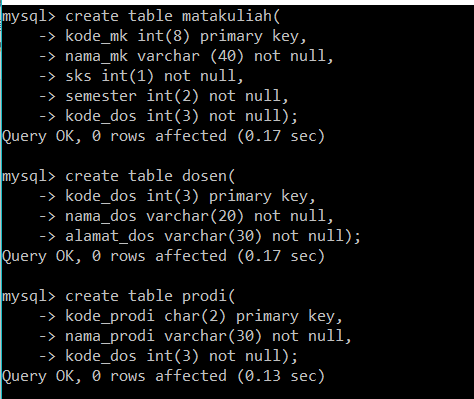 mysql> create table matakuliah(
    -> kode_mk int(8) primary key,
    -> nama_mk varchar (40) not null,
    -> sks int(1) not null,
    -> semester int(2) not null,
    -> kode_dos int(3) not null);
Query OK, 0 rows affected (0.17 sec)

mysql> create table dosen(
    -> kode_dos int(3) primary key,
    -> nama_dos varchar(20) not null,
    -> alamat_dos varchar(30) not null);
Query OK, 0 rows affected (0.17 sec)

mysql> create table prodi(
    -> kode_prodi char(2) primary key,
    -> nama_prodi varchar(30) not null,
    -> kode_dos int(3) not null);
Query OK, 0 rows affected (0.13 sec)